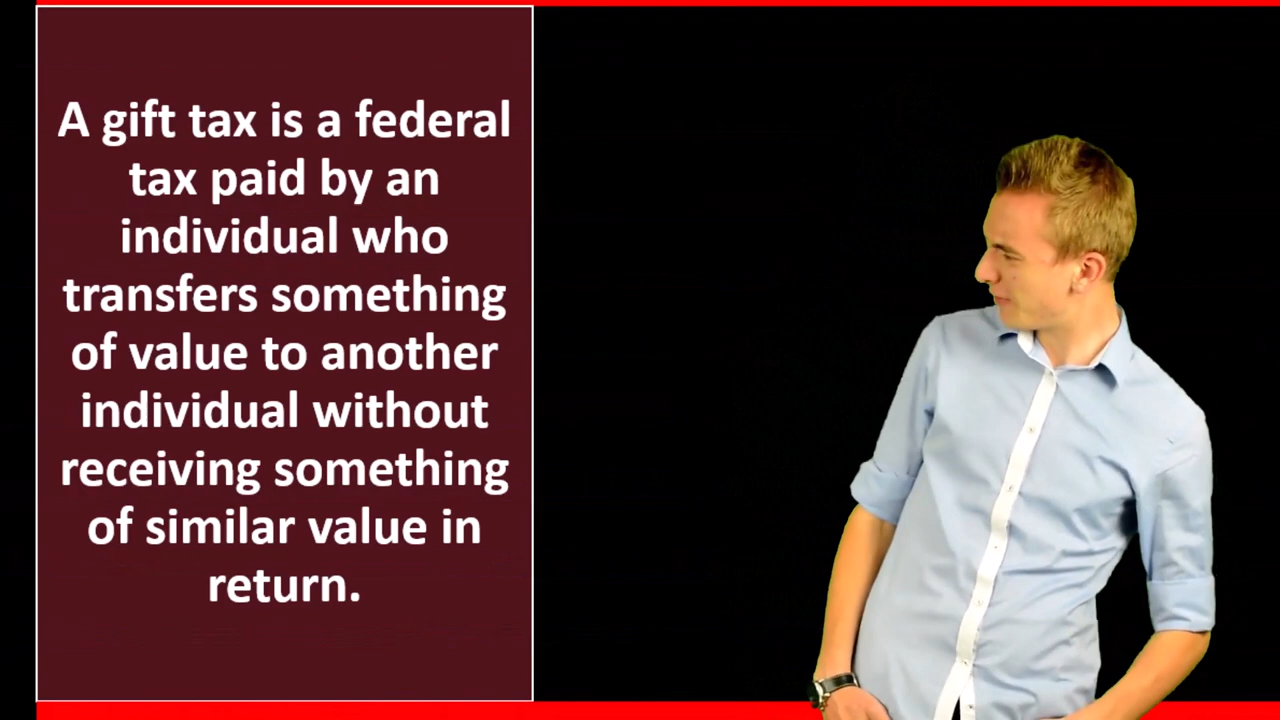 A gift tax is a federal
tax paid by an
individual who
transfers something
of value to another
individual without
receiving something
of similar value in
return.